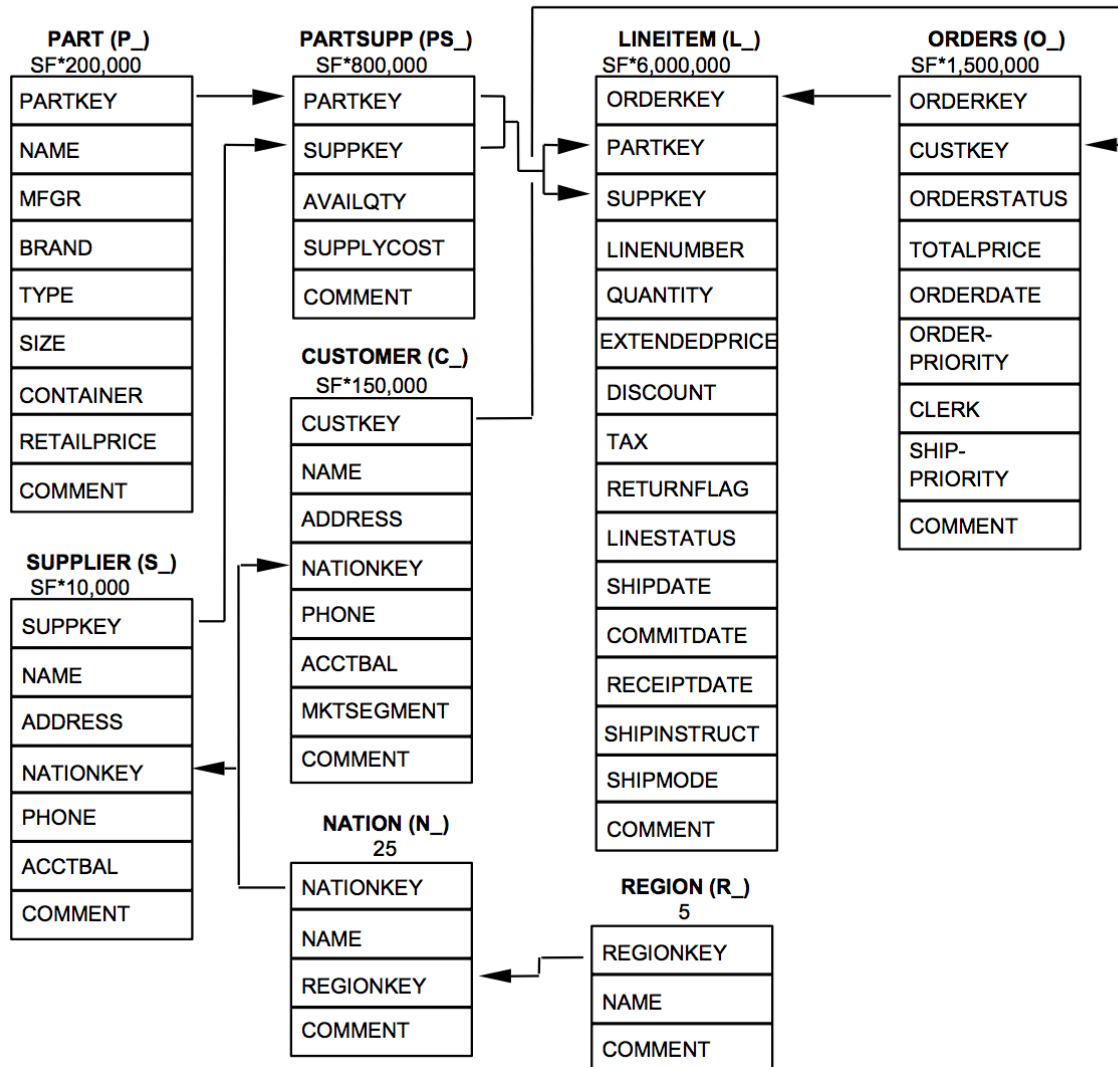 PART (P_)
SF*200,000
PARTKEY
NAME
MFGR
BRAND
TYPE
SIZE
CONTAINER
RETAILPRICE
COMMENT
SUPPLIER (S_)
SF*10,000
SUPPKEY
NAME
ADDRESS
NATIONKEY
PHONE
ACCTBAL
COMMENT
PARTSUPP (PS_)
SF*800,000
PARTKEY
SUPPKEY
AVAILQTY
SUPPLYCOST
COMMENT
CUSTOMER (C_)
SF*150,000
CUSTKEY
NAME
ADDRESS
NATIONKEY
PHONE
ACCTBAL
MKTSEGMENT
COMMENT
NATION (N_)
25
NATIONKEY
NAME
REGIONKEY
COMMENT
LINEITEM (L_)
SF*6,000,000
ORDERKEY
PARTKEY
SUPPKEY
LINENUMBER
QUANTITY
EXTENDEDPRICE
DISCOUNT
TAX
RETURNFLAG
LINESTATUS
SHIPDATE
COMMITDATE
RECEIPTDATE
SHIPINSTRUCT
SHIPMODE
COMMENT
REGION (R_)
5
REGIONKEY
NAME
COMMENT
ORDERS (O_)
SF*1,500,000
ORDERKEY
CUSTKEY
ORDERSTATUS
TOTALPRICE
ORDERDATE
ORDER-
PRIORITY
CLERK
SHIP-
PRIORITY
COMMENT